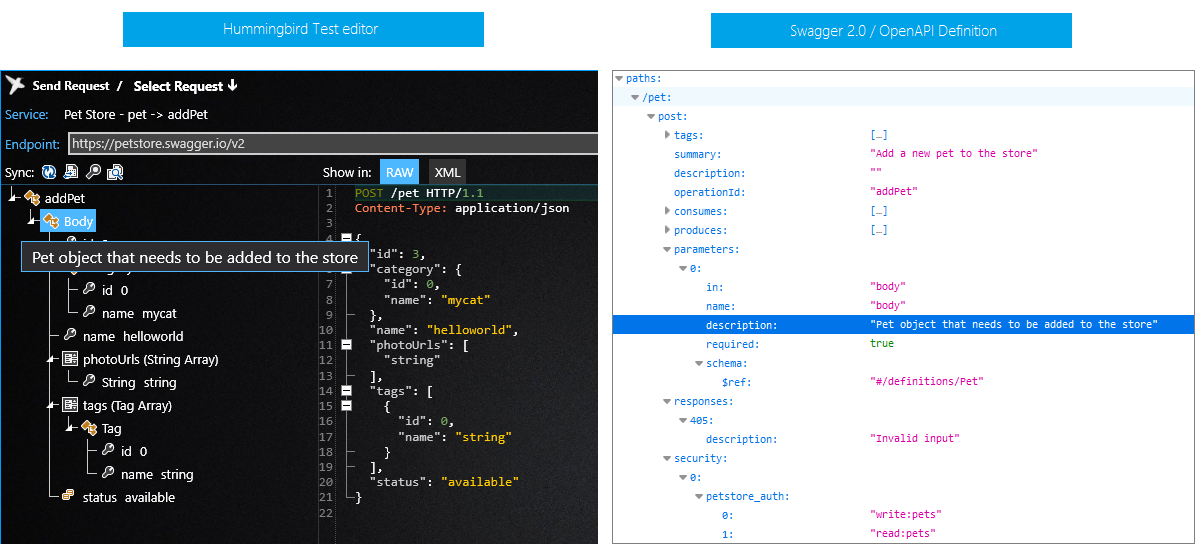 Hummingbird Test editor
Swagger 2.0 / OpenAPI Definition
Send Request / Select Request
Service: Pet Store - pet -> addPet
Endpoint: https://petstore.swagger.io/v2
Sync: Show in: RAW XML
addPet
Body
Pet object that needs to be added to the store
id 0
name mycat
name helloworld
photoUrls (String Array)
String string
tags (Tag Array)
Tag
id 0
name string
status available
1 POST /pet HTTP/1.1
2 Content-Type: application/json
3
4 {
"id": 3,
"category": {
7 "id": 0,
8 "name": "mycat"
9 },
10 "name": "helloworld",
11 "photoUrls": [
12 "string"
13 ],
14 "tags": [
15 {
16 "id": 0,
17 "name": "string"
18 }
19 ],
20 "status": "available"
21 }
22
paths:
/pet:
post:
tags: […]
summary: "Add a new pet to the store"
description: ""
operationId: "addPet"
consumes: […]
produces: […]
parameters:
0:
in: "body"
name: "body"
description: "Pet object that needs to be added to the store"
required: true
schema:
$ref: "#/definitions/Pet"
responses:
405:
description: "Invalid input"
security:
0:
petstore_auth:
0: "write:pets"
1: "read:pets"